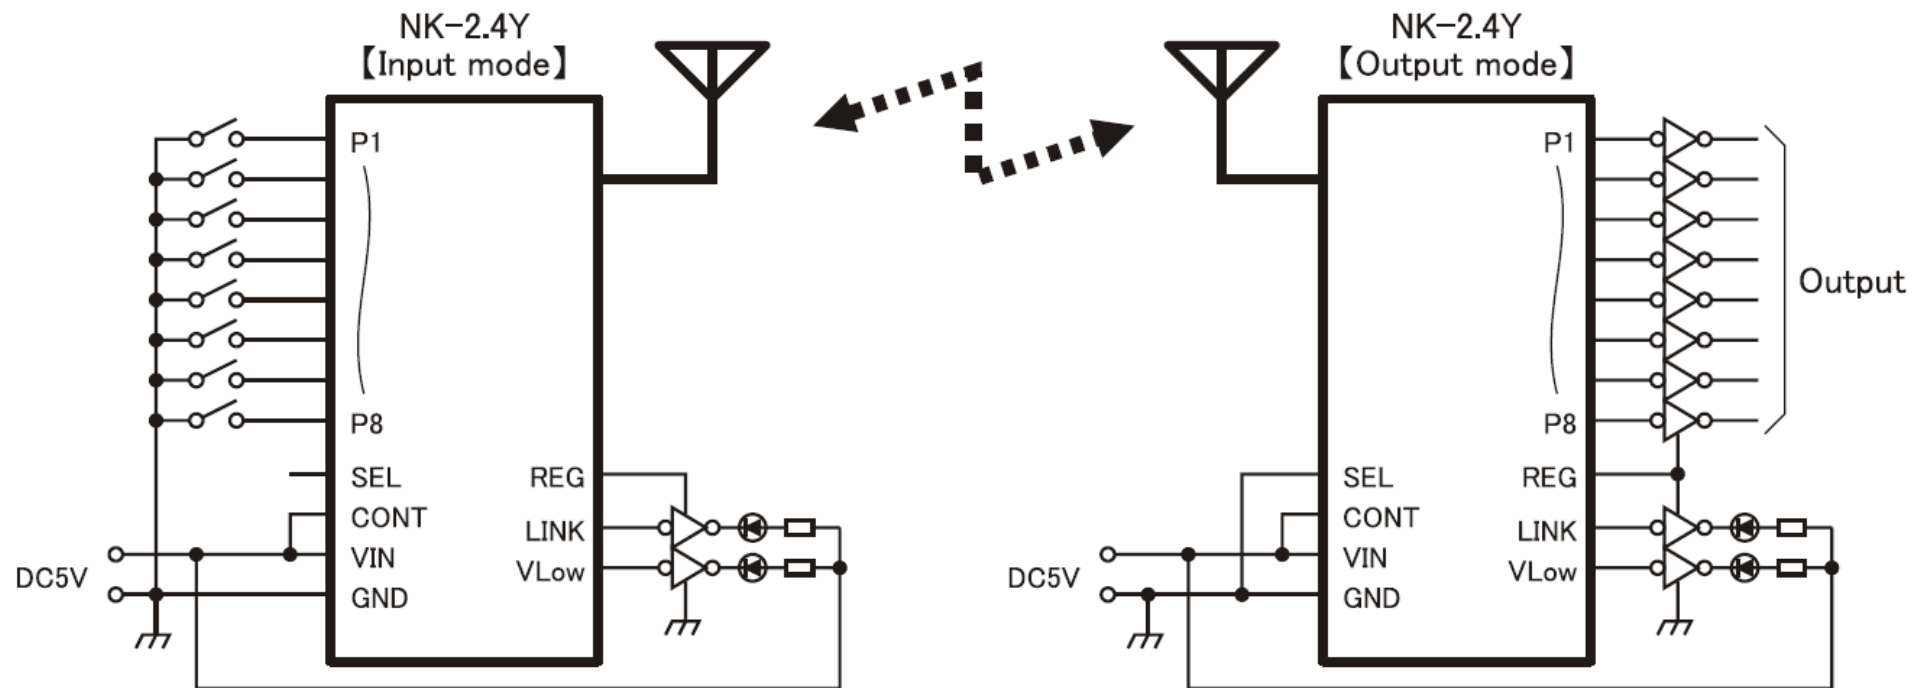 NK-2.4Y
【Input mode】
P1
P8
SEL
CONT
VIN
GND
REG
LINK
VLow
DC5V
NK-2.4Y
【Output mode】
P1
P8
SEL
CONT
VIN
GND
REG
LINK
VLow
DC5V
Output